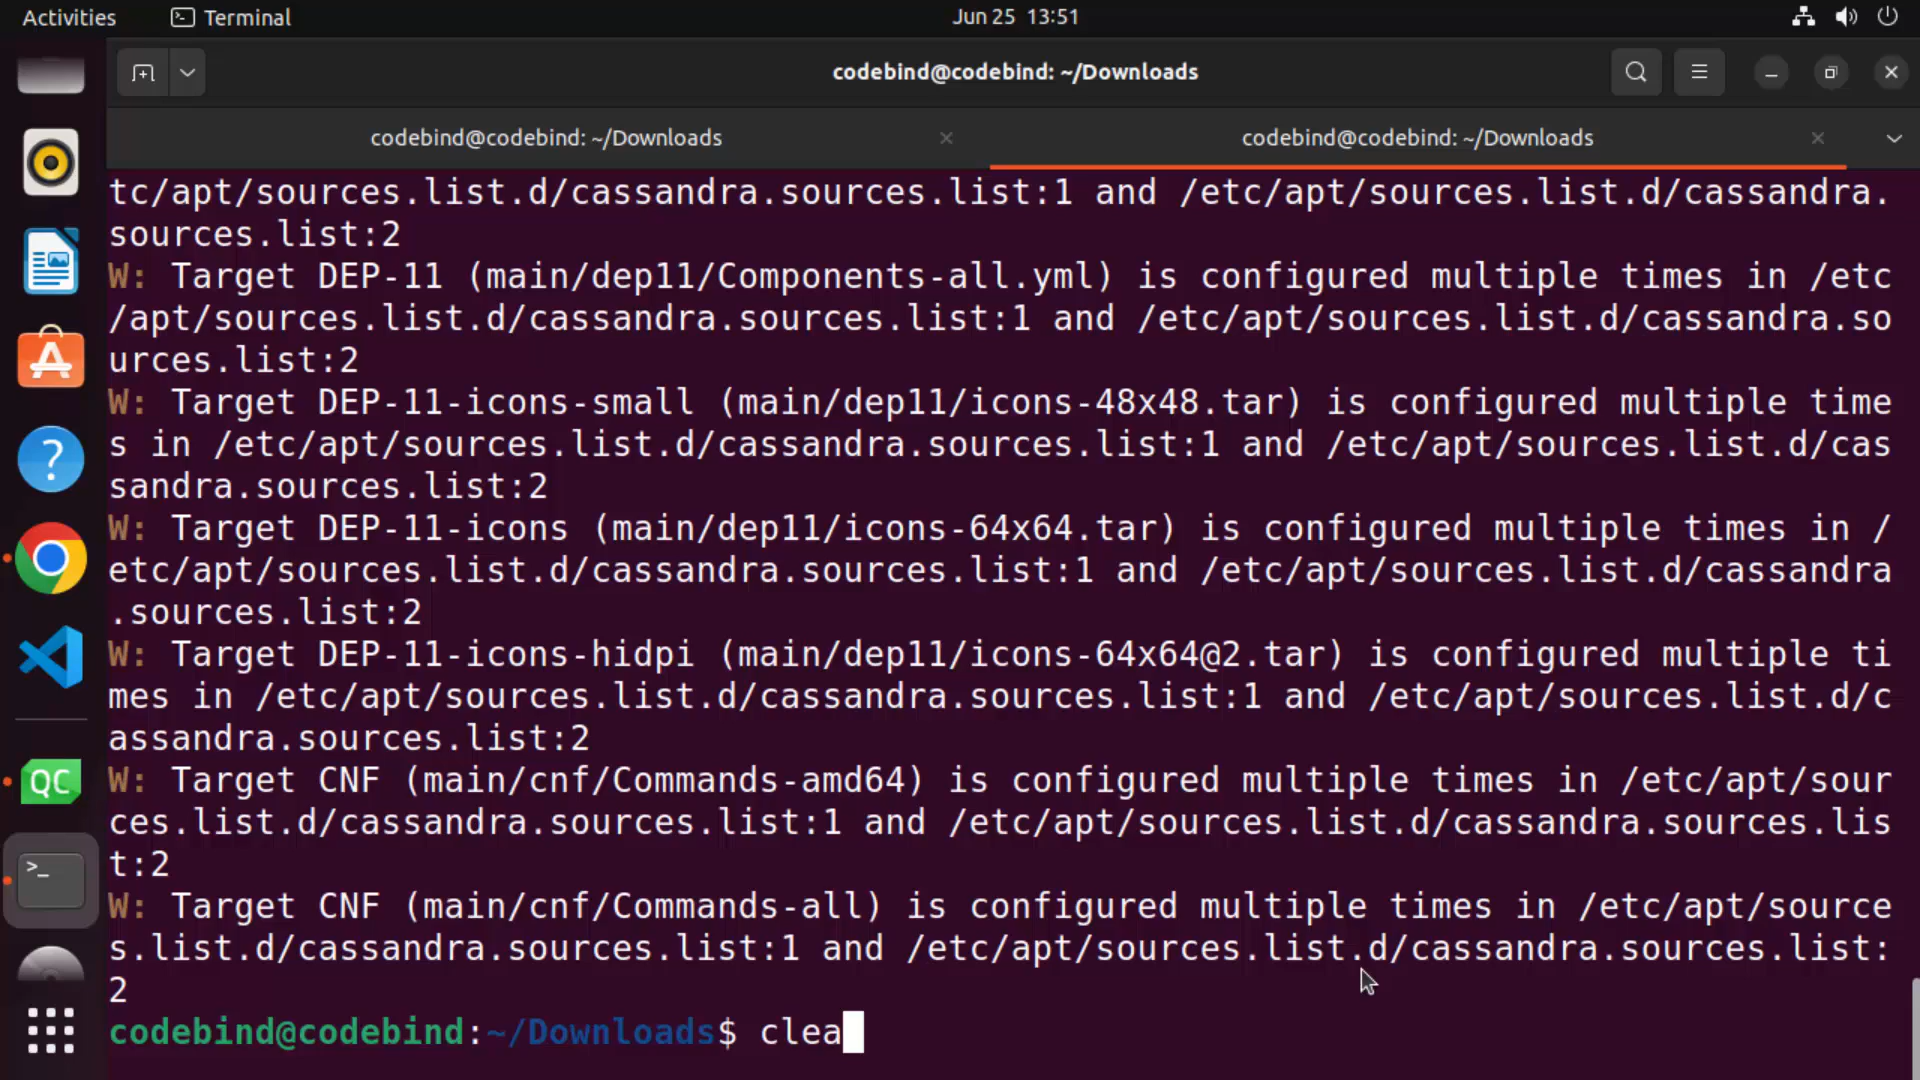 Activities
Terminal
Jun 25 13:51
codebind@codebind: ~/Downloads
codebind@codebind: ~/Downloads
codebind@codebind: ~/Downloads
tc/apt/sources.list.d/cassandra.sources.list:1 and /etc/apt/sources.list.d/cassandra.
sources.list:2
W: Target DEP-11 (main/dep11/Components-all.yml) is configured multiple times in /etc
/apt/sources.list.d/cassandra.sources.list:1 and /etc/apt/sources.list.d/cassandra.so
urces.list:2
W: Target DEP-11-icons-small (main/dep11/icons-48x48.tar) is configured multiple time
s in /etc/apt/sources.list.d/cassandra.sources.list:1 and /etc/apt/sources.list.d/cas
sandra.sources.list:2
W: Target DEP-11-icons (main/dep11/icons-64x64.tar) is configured multiple times in /
etc/apt/sources.list.d/cassandra.sources.list:1 and /etc/apt/sources.list.d/cassandra
.sources.list:2
W: Target DEP-11-icons-hidpi (main/dep11/icons-64x64@2.tar) is configured multiple ti
mes in /etc/apt/sources.list.d/cassandra.sources.list:1 and /etc/apt/sources.list.d/c
assandra.sources.list:2
W: Target CNF (main/cnf/Commands-amd64) is configured multiple times in /etc/apt/sour
ces.list.d/cassandra.sources.list:1 and /etc/apt/sources.list.d/cassandra.sources.lis
t:2
W: Target CNF (main/cnf/Commands-all) is configured multiple times in /etc/apt/source
s.list.d/cassandra.sources.list:1 and /etc/apt/sources.list.d/cassandra.sources.list:
2
codebind@codebind:~/Downloads$ clea
QC